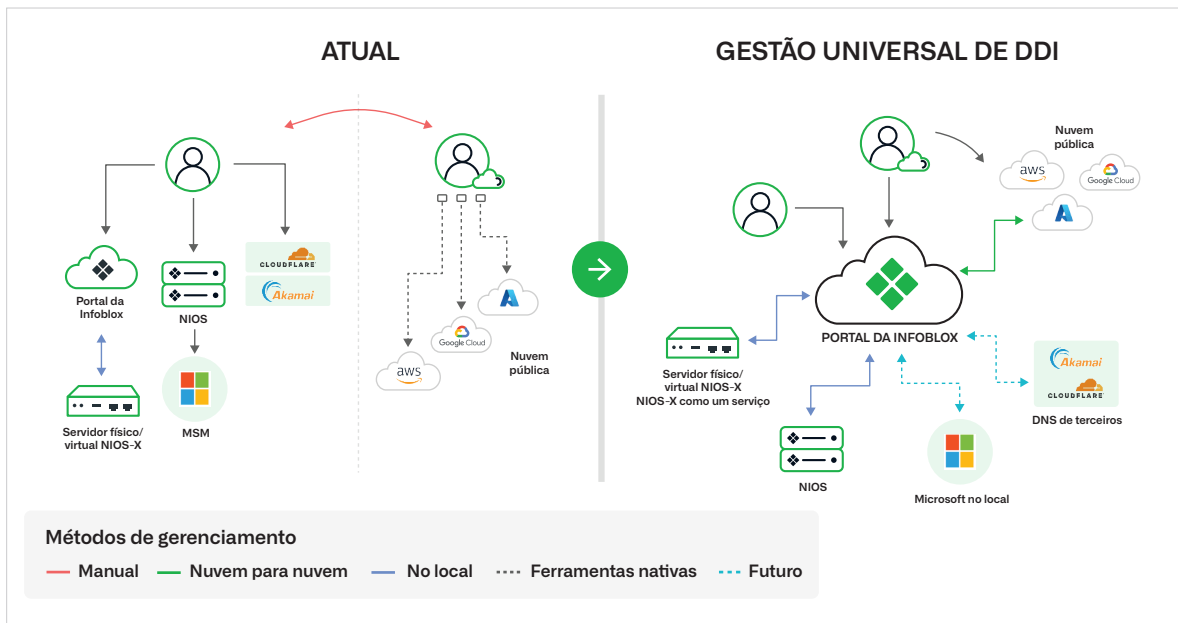 ATUAL
CLOUDFLARE
Akamai
Portal da
Infoblox
NIOS
Servidor físico/
virtual NIOS-X
MSM
Google Cloud
aws
Nuvem
pública
GESTÃO UNIVERSAL DE DDI
Nuvem
pública
aws
Google Cloud
PORTAL DA INFOBLOX
Servidor físico/
virtual NIOS-X
NIOS-X como um serviço
NIOS
Microsoft no local
Akamai
CLOUDFLARE
DNS de terceiros
Métodos de gerenciamento
Manual
Nuvem para nuvem
No local
Ferramentas nativas
Futuro